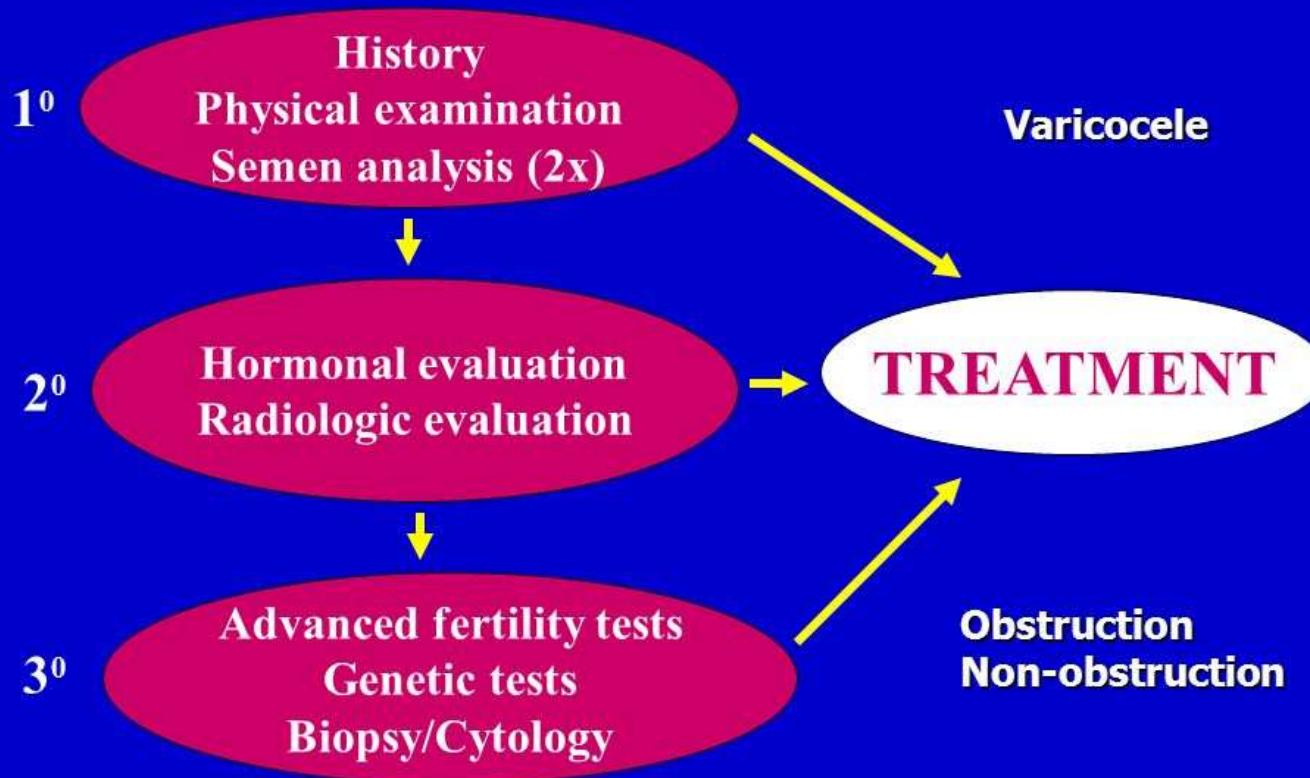 1⁰
History
Physical examination
Semen analysis (2x)
Varicocele
2⁰
Hormonal evaluation
Radiologic evaluation
TREATMENT
3⁰
Advanced fertility tests
Genetic tests
Biopsy/Cytology
Obstruction
Non-obstruction